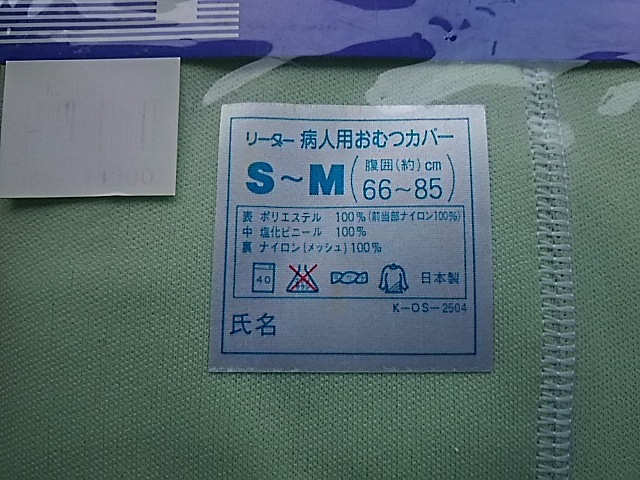 リーター 病人用おむつカバー
S～M(腹囲(約)cm 66～85)
表 ポリエステル 100%(前当部ナイロン100%)
中 塩化ビニール 100%
裏 ナイロン(メッシュ)100%
40 日本製
K-OS-2504
氏名